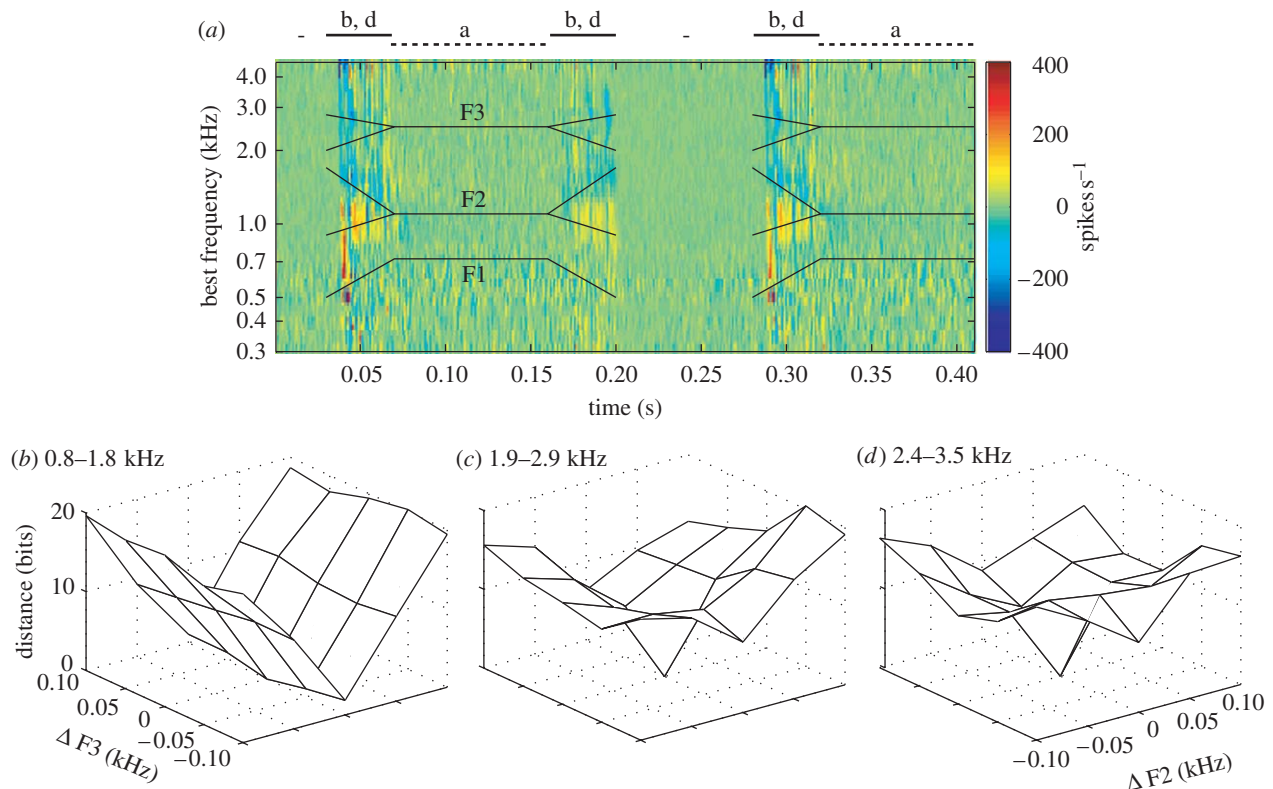 (a) - b, d a b, d - b, d a
best frequency (kHz)
4.0
3.0
2.0
1.0
0.7
0.5
0.4
0.3
F3
F2
F1
0.05 0.10 0.15 0.20 0.25 0.30 0.35 0.40
time (s)
400
200
0
−200
−400
spikes s−1
(b) 0.8–1.8 kHz
(c) 1.9–2.9 kHz
(d) 2.4–3.5 kHz
distance (bits)
20
10
0
0.10
0.05
0
−0.05
−0.10
Δ F3 (kHz)
−0.10
−0.05
0
0.05
0.10
Δ F2 (kHz)